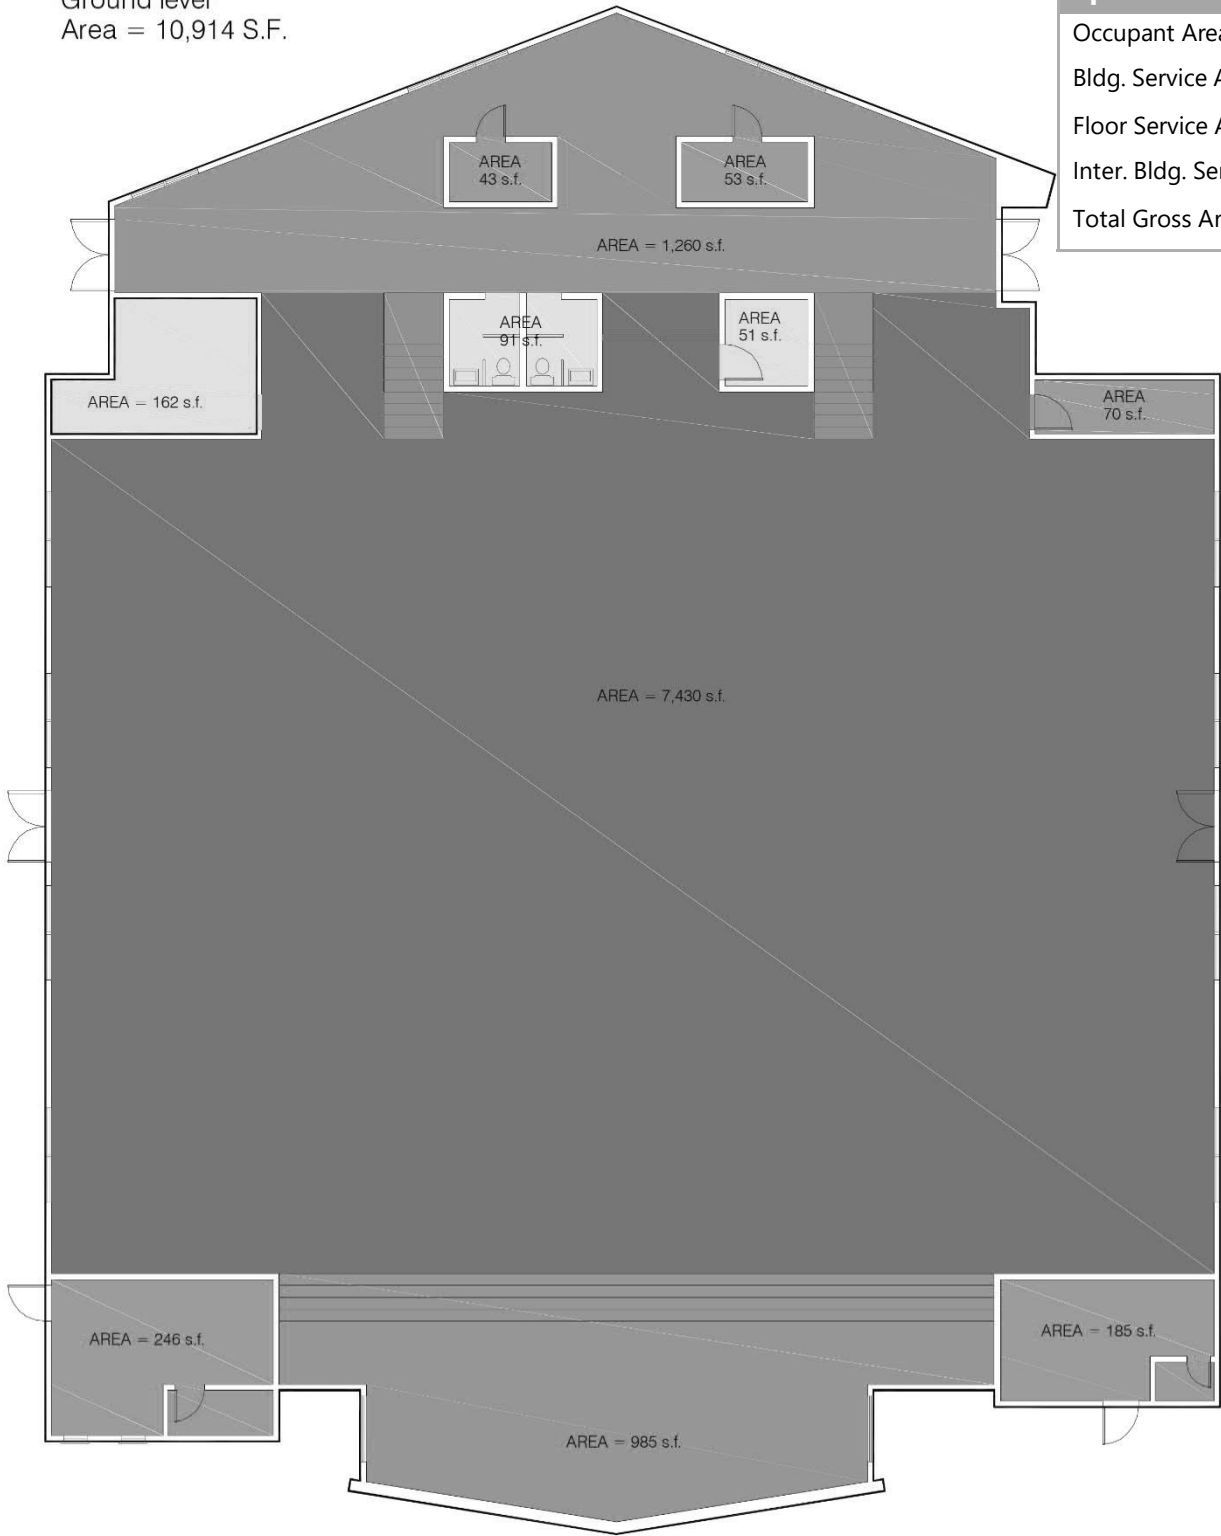 Ground level
Area = 10,914 S.F.
Occupant Area
Bldg. Service A
Floor Service A
Inter. Bldg. Ser
Total Gross Ar
AREA
43 s.f.
AREA
53 s.f.
AREA = 1,260 s.f.
AREA
91 s.f.
AREA
51 s.f.
AREA = 162 s.f.
AREA
70 s.f.
AREA = 7,430 s.f.
AREA = 246 s.f.
AREA = 185 s.f.
AREA = 985 s.f.